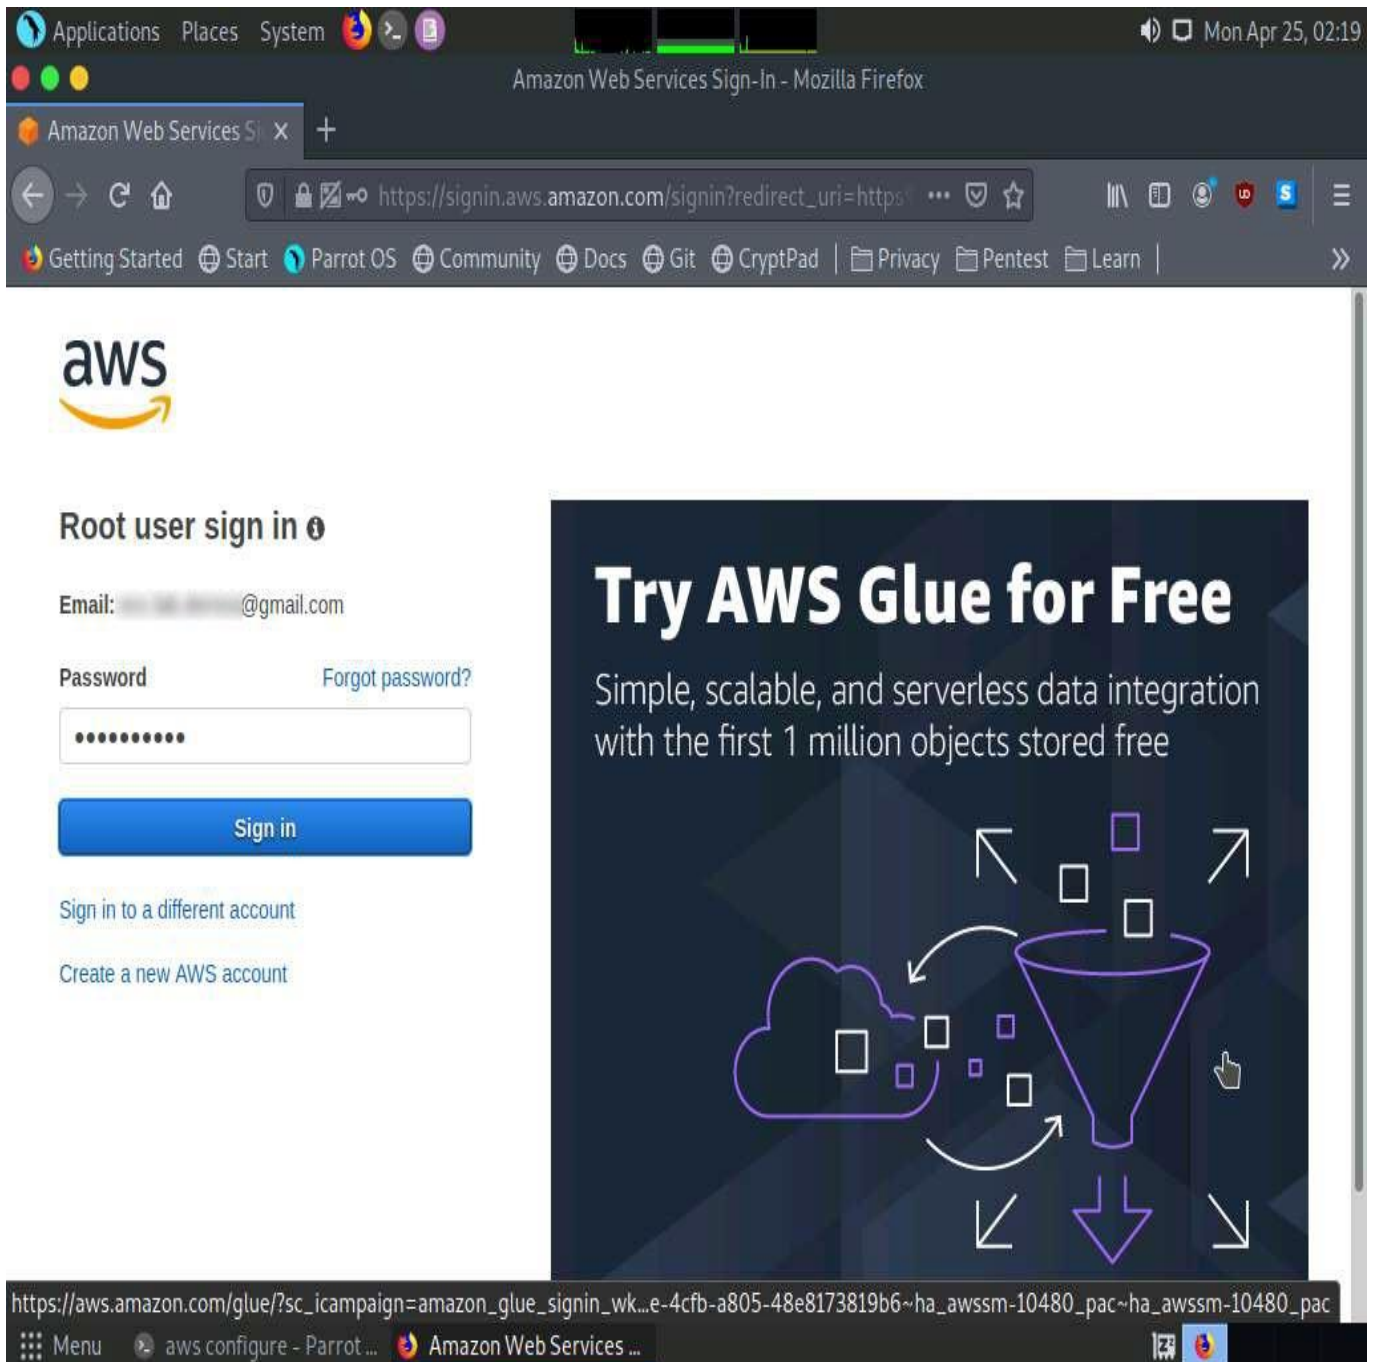 Applications Places System Mon Apr 25, 02:19
Amazon Web Services Sign-In - Mozilla Firefox
Amazon Web Services
https://signin.aws.amazon.com/signin?redirect_uri=https
Getting Started Start Parrot OS Community Docs Git CryptPad Privacy Pentest Learn
aws
Root user sign in
Email: @gmail.com
Password Forgot password?
Sign in
Sign in to a different account
Create a new AWS account
Try AWS Glue for Free
Simple, scalable, and serverless data integration
with the first 1 million objects stored free
https://aws.amazon.com/glue/?sc_icampaign=amazon_glue_signin_wk...e-4cfb-a805-48e8173819b6~ha_awssm-10480_pac~ha_awssm-10480_pac
Menu aws configure - Parrot ... Amazon Web Services ...